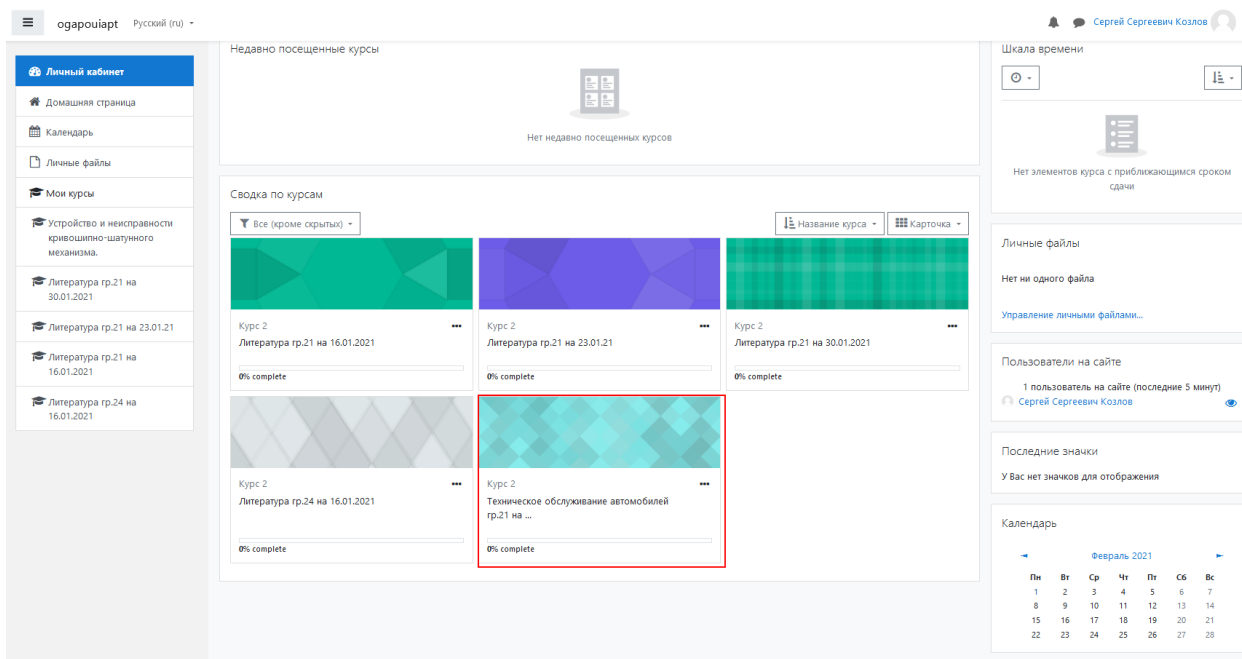 ogapouiapt
Русский (ru)
Сергей Сергеевич Козлов
Личный кабинет
Домашняя страница
Календарь
Личные файлы
Мои курсы
Устройство и неисправности
кривошипно-шатунного
механизма.
Литература гр.21 на
30.01.2021
Литература гр.21 на 23.01.21
Литература гр.21 на
16.01.2021
Литература гр.24 на
16.01.2021
Недавно посещенные курсы
Нет недавно посещенных курсов
Сводка по курсам
Все (кроме скрытых)
Название курса
Карточка
Курс 2
Литература гр.21 на 16.01.2021
0% complete
Курс 2
Литература гр.21 на 23.01.21
0% complete
Курс 2
Литература гр.21 на 30.01.2021
0% complete
Курс 2
Литература гр.24 на 16.01.2021
0% complete
Курс 2
Техническое обслуживание автомобилей
гр.21 на ...
0% complete
Шкала времени
Нет элементов курса с приближающимся сроком
сдачи
Личные файлы
Нет ни одного файла
Управление личными файлами...
Пользователи на сайте
1 пользователь на сайте (последние 5 минут)
Сергей Сергеевич Козлов
Последние значки
У Вас нет значков для отображения
Календарь
◄ Февраль 2021 ►
Пн Вт Ср Чт Пт Сб Вс
1 2 3 4 5 6 7
8 9 10 11 12 13 14
15 16 17 18 19 20 21
22 23 24 25 26 27 28